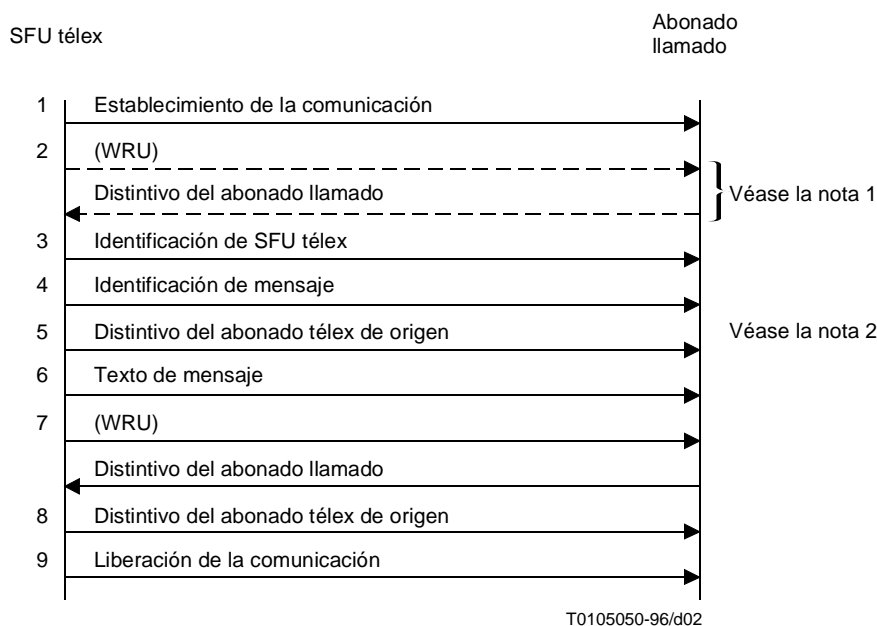 SFU télex
Abonado
llamado
1 Establecimiento de la comunicación
2 (WRU)
Distintivo del abonado llamado
Véase la nota 1
3 Identificación de SFU télex
4 Identificación de mensaje
5 Distintivo del abonado télex de origen
Véase la nota 2
6 Texto de mensaje
7 (WRU)
Distintivo del abonado llamado
8 Distintivo del abonado télex de origen
9 Liberación de la comunicación
T0105050-96/d02